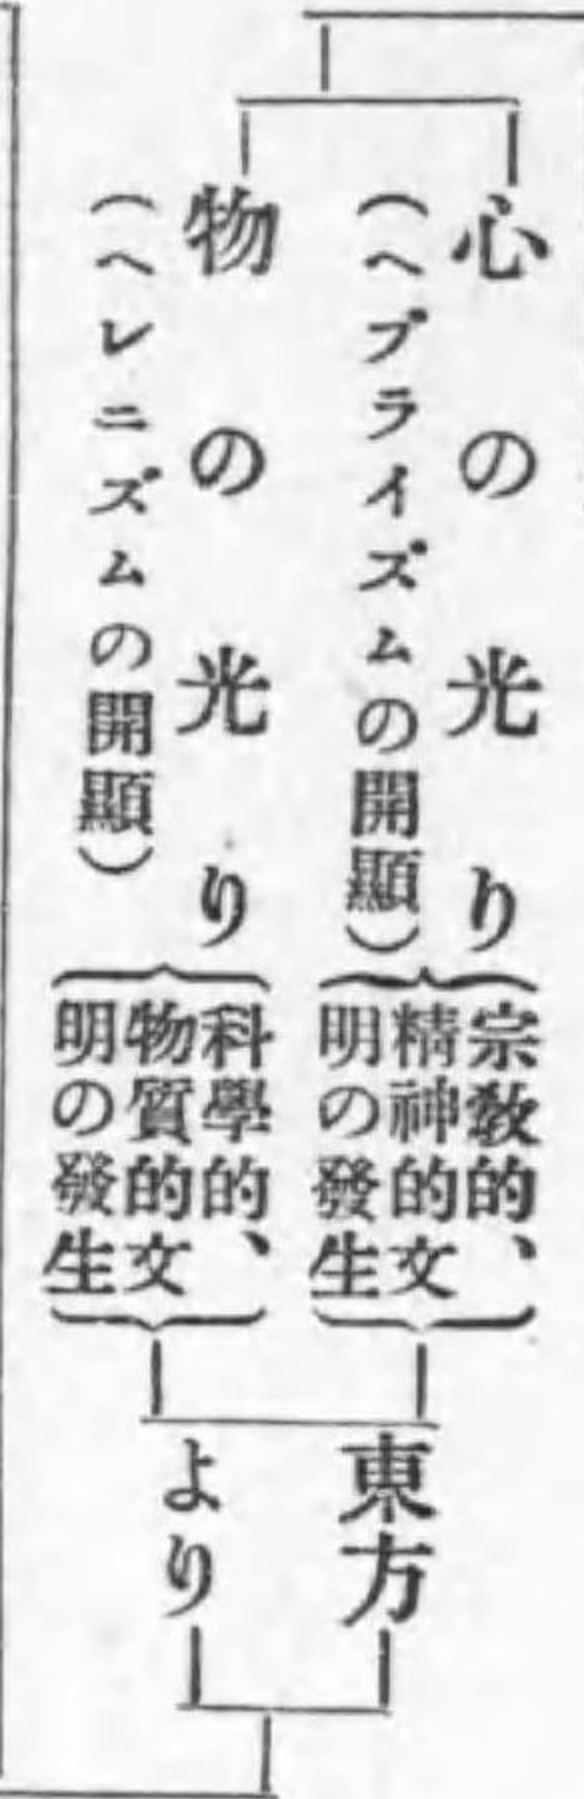 心の光り
(ヘブライズムの開顯)
宗敎的、
精神的文
明の發生
物の光り
(ヘレニズムの開顯)
科學的、
物質的文
明の發生
東方
より